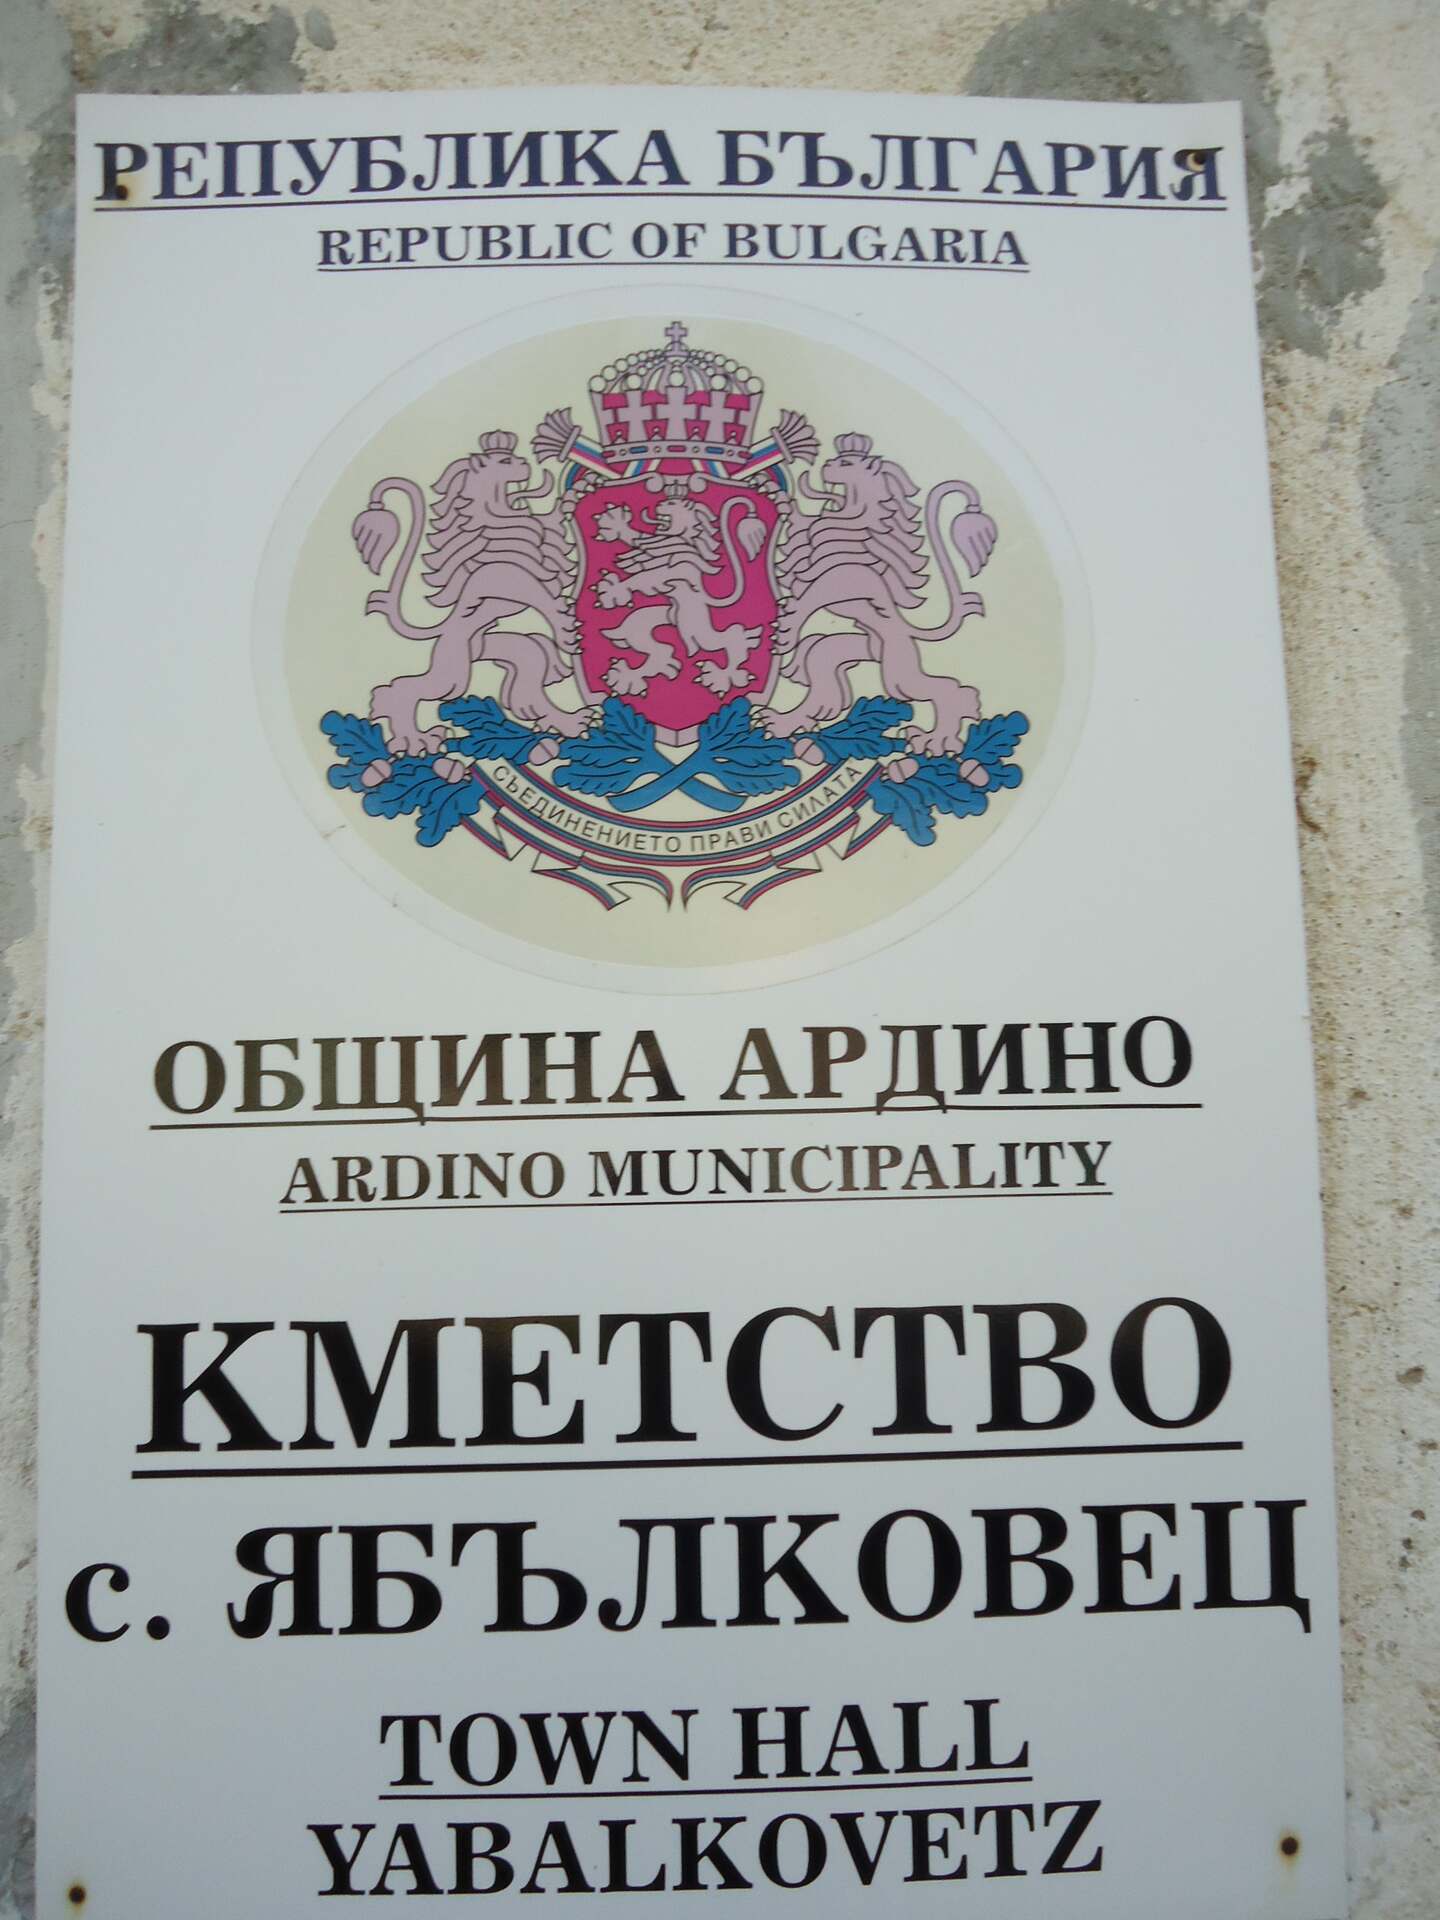 РЕПУБЛИКА БЪЛГАРИЯ
REPUBLIC OF BULGARIA
СЪЕДИНЕНИЕТО ПРАВИ СИЛАТА
ОБЩИНА АРДИНО
ARDINO MUNICIPALITY
КМЕТСТВО
с. ЯБЪЛКОВЕЦ
TOWN HALL
YABALKOVETZ